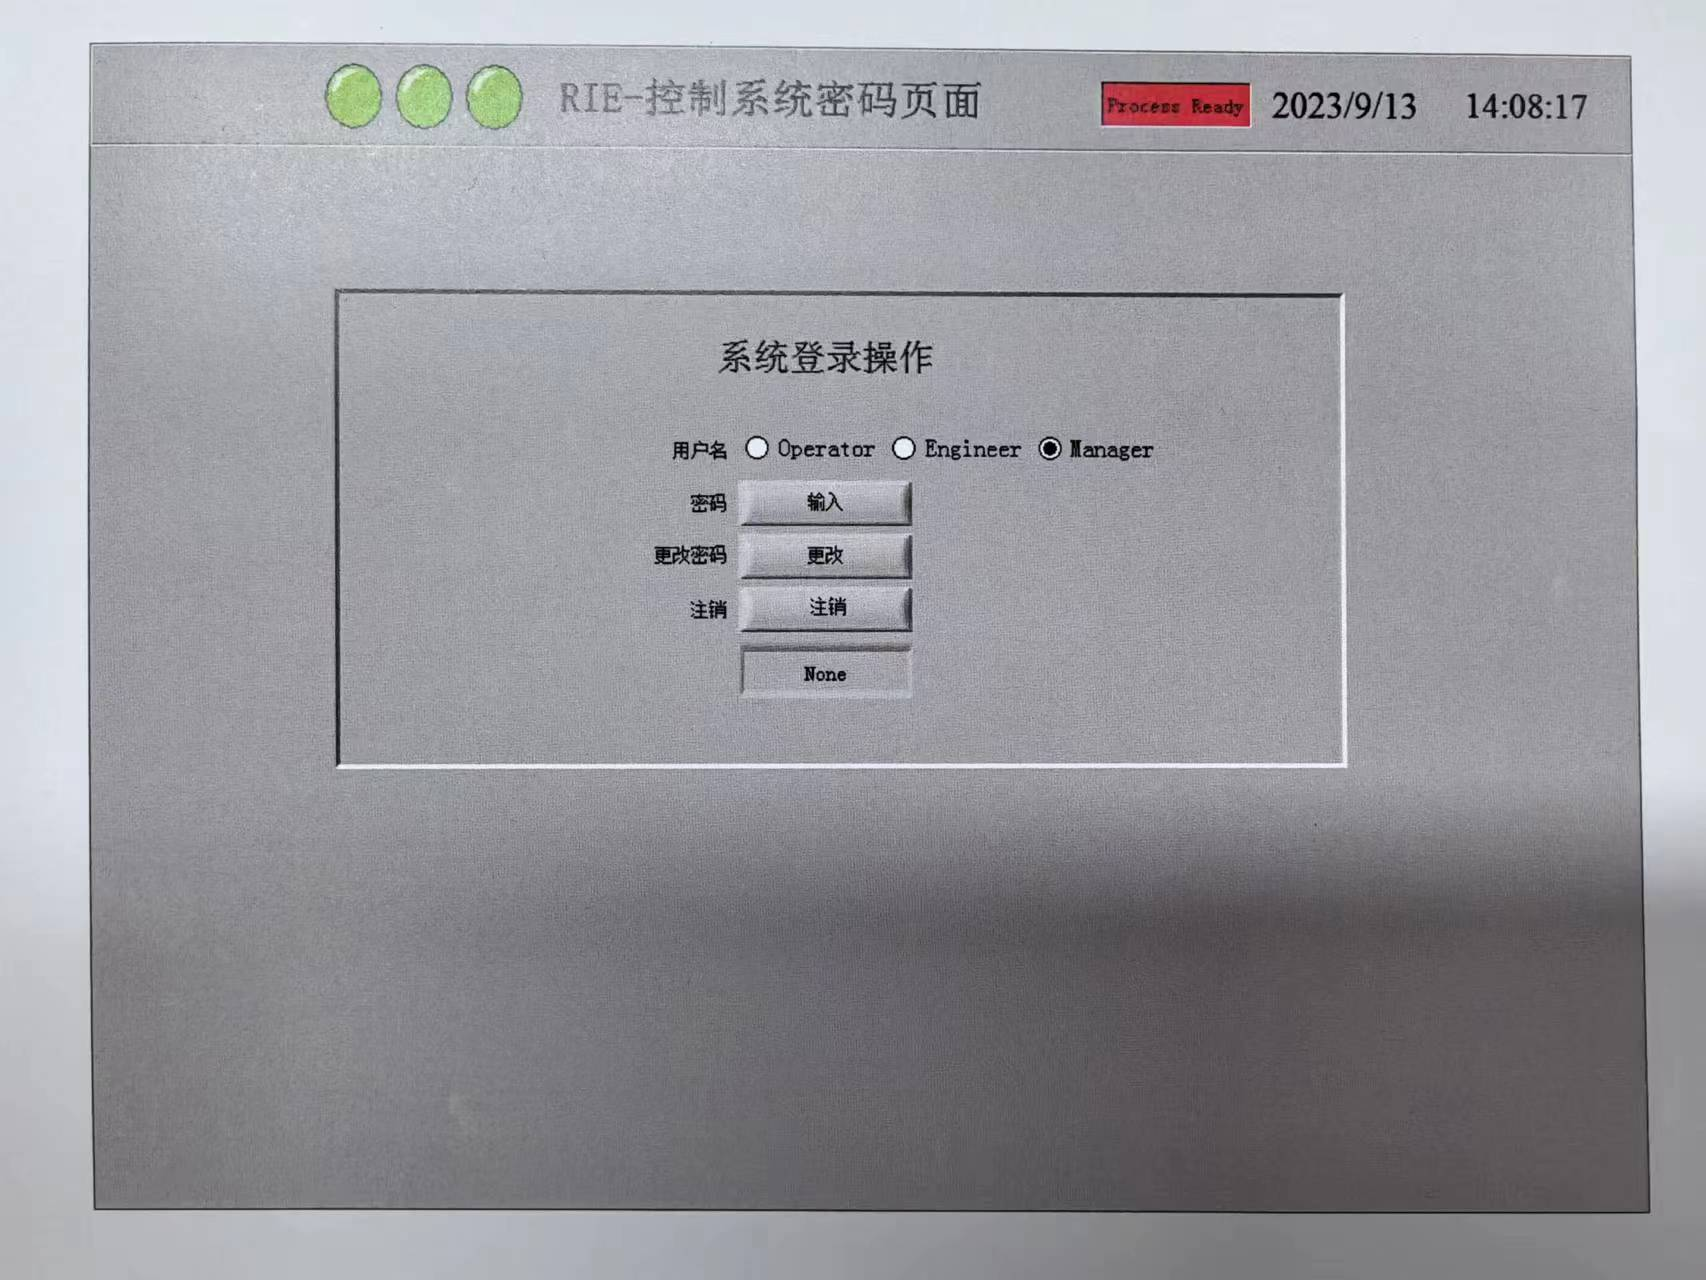 RIE-控制系统密码页面 Process Ready 2023/9/13 14:08:17
系统登录操作
用户名 Operator Engineer Manager
密码 输入
更改密码 更改
注销 注销
None